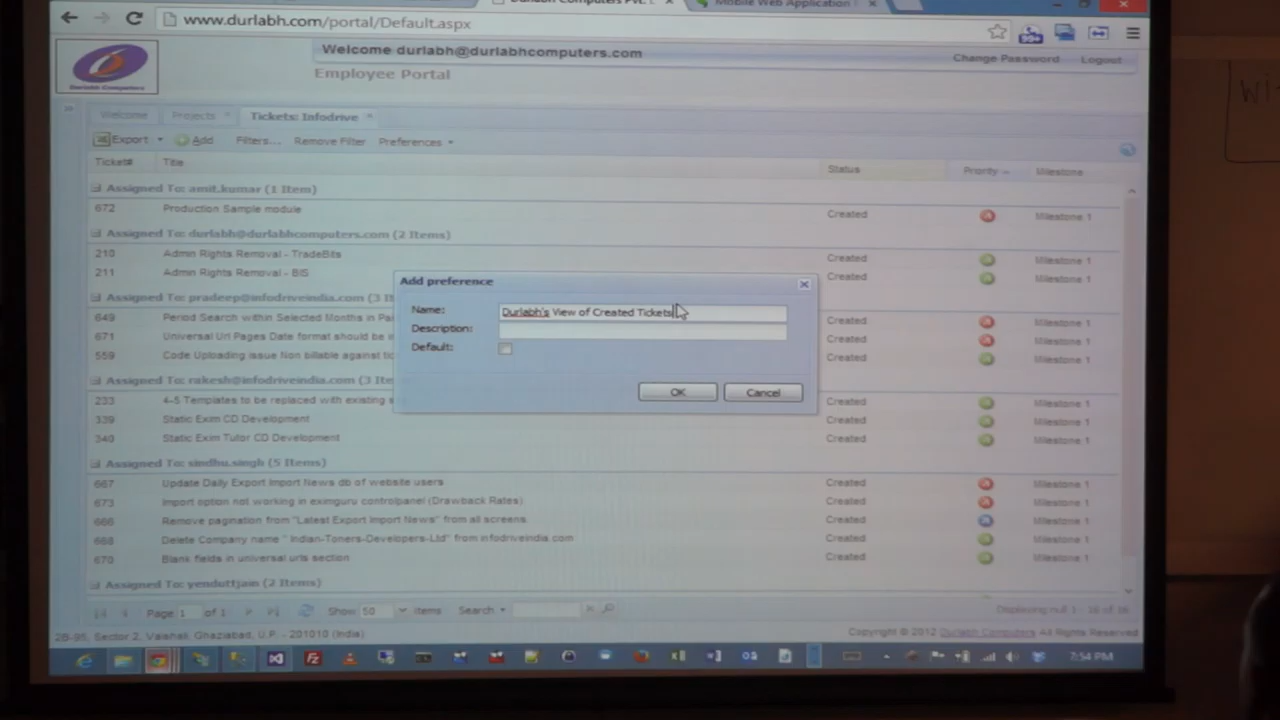 Durlabh Computers Pvt.
Mobile Web Application
www.durlabh.com/portal/Default.aspx
99+
Durlabh Computers
Welcome durlabh@durlabhcomputers.com
Change Password Logout
Employee Portal
Welcome Projects Tickets: Infodrive
Export Add Filters... Remove Filter Preferences
Ticket# Title Status Priority Milestone
Assigned To: amit.kumar (1 Item)
672 Production Sample module Created Milestone 1
Assigned To: durlabh@durlabhcomputers.com (2 Items)
210 Admin Rights Removal - TradeBits Created Milestone 1
211 Admin Rights Removal - BIS Created Milestone 1
Assigned To: pradeep@infodriveindia.com (3 I
649 Period Search within Selected Months in Pa Created Milestone 1
671 Universal Url Pages Date format should be Created Milestone 1
559 Code Uploading issue Non billable against tic Created Milestone 1
Assigned To: rakesh@infodriveindia.com (3 Ite
233 4-5 Templates to be replaced with existing s Created Milestone 1
339 Static Exim CD Development Created Milestone 1
340 Static Exim Tutor CD Development Created Milestone 1
Assigned To: sindhu.singh (5 Items)
667 Update Daily Export Import News db of website users Created Milestone 1
673 Import option not working in eximguru controlpanel (Drawback Rates) Created Milestone 1
666 Remove pagination from "Latest Export Import News" from all screens Created Milestone 1
668 Delete Company name " Indian-Toners-Developers-Ltd" from infodriveindia.com Created Milestone 1
670 Blank fields in universal urls section Created Milestone 1
Assigned To: yenduttjain (2 Items)
Add preference
Name: Durlabh's View of Created Tickets
Description:
Default:
OK Cancel
Page 1 of 1 Show 50 items Search Displaying null 1 - 16 of 16
2B-95, Sector 2, Vaishali, Ghaziabad, U.P. - 201010 (India) Copyright © 2012 Durlabh Computers All Rights Reserved
7:54 PM